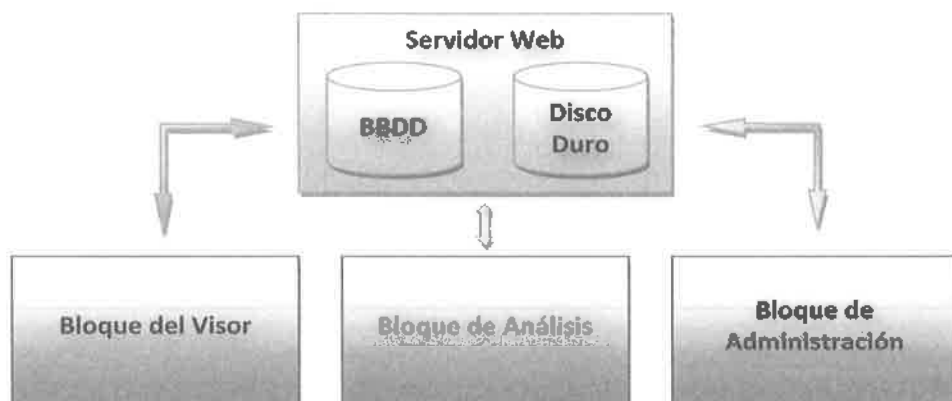 Servidor Web
BBDD
Disco
Duro
Bloque del Visor
Bloque de Análisis
Bloque de
Administración